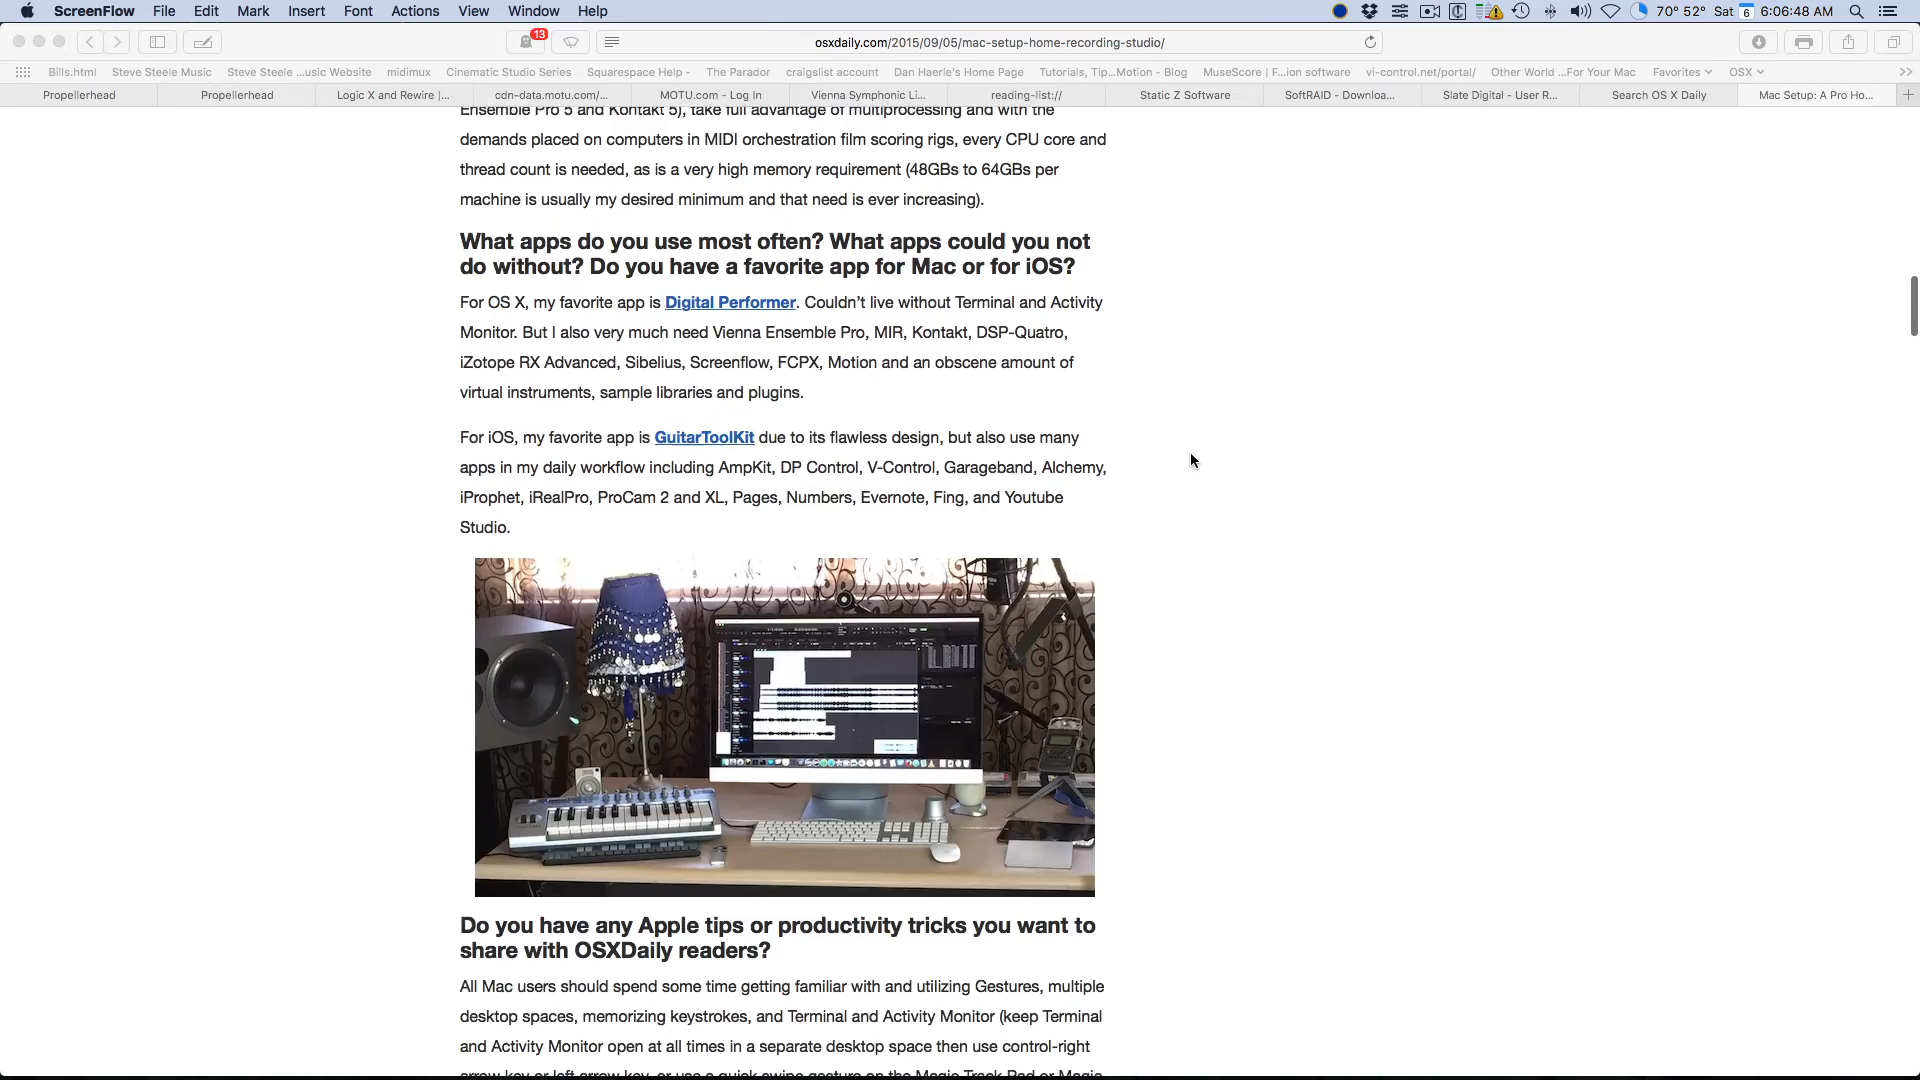 ScreenFlow File Edit Mark Insert Font Actions View Window Help 70° 52° Sat 6 6:06:48 AM
13 osxdaily.com/2015/09/05/mac-setup-home-recording-studio/
Bills.html Steve Steele Music Steve Steele ...usic Website midimux Cinematic Studio Series Squarespace Help - The Parador craigslist account Dan Haerle's Home Page Tutorials, Tip...Motion - Blog MuseScore | F...ion software vi-control.net/portal/ Other World ...For Your Mac Favorites OSX >>
Propellerhead Propellerhead Logic X and Rewire |... cdn-data.motu.com/... MOTU.com - Log In Vienna Symphonic Li... reading-list:// Static Z Software SoftRAID - Downloa... Slate Digital - User R... Search OS X Daily Mac Setup: A Pro Ho... +
Ensemble Pro 5 and Kontakt 5), take full advantage of multiprocessing and with the
demands placed on computers in MIDI orchestration film scoring rigs, every CPU core and
thread count is needed, as is a very high memory requirement (48GBs to 64GBs per
machine is usually my desired minimum and that need is ever increasing).
What apps do you use most often? What apps could you not
do without? Do you have a favorite app for Mac or for iOS?
For OS X, my favorite app is Digital Performer. Couldn’t live without Terminal and Activity
Monitor. But I also very much need Vienna Ensemble Pro, MIR, Kontakt, DSP-Quatro,
iZotope RX Advanced, Sibelius, Screenflow, FCPX, Motion and an obscene amount of
virtual instruments, sample libraries and plugins.
For iOS, my favorite app is GuitarToolKit due to its flawless design, but also use many
apps in my daily workflow including AmpKit, DP Control, V-Control, Garageband, Alchemy,
iProphet, iRealPro, ProCam 2 and XL, Pages, Numbers, Evernote, Fing, and Youtube
Studio.
Do you have any Apple tips or productivity tricks you want to
share with OSXDaily readers?
All Mac users should spend some time getting familiar with and utilizing Gestures, multiple
desktop spaces, memorizing keystrokes, and Terminal and Activity Monitor (keep Terminal
and Activity Monitor open at all times in a separate desktop space then use control-right
arrow key or left arrow key, or use a quick swipe gesture on the Magic Track Pad or Magic